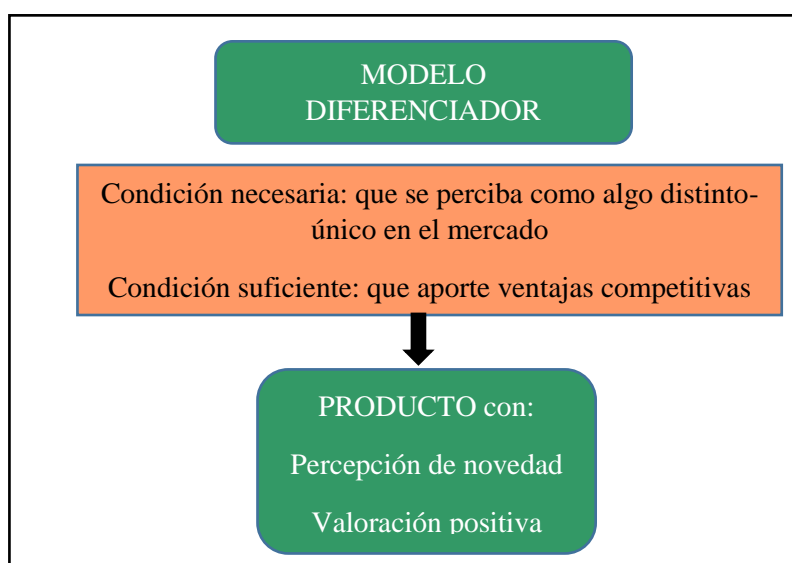 MODELO
DIFERENCIADOR
Condición necesaria: que se perciba como algo distinto-
único en el mercado
Condición suficiente: que aporte ventajas competitivas
PRODUCTO con:
Percepción de novedad
Valoración positiva